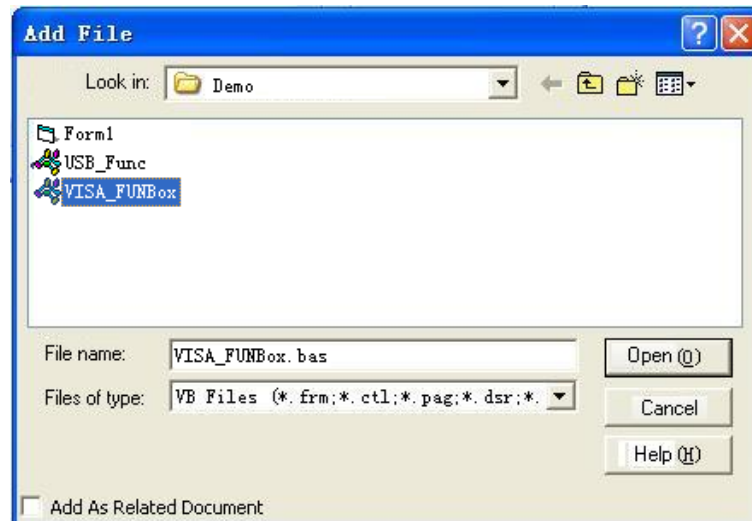 Add File
Look in: Demo
Form1
USB_Func
VISA_FUNBox
File name: VISA_FUNBox.bas Open (O)
Files of type: VB Files (*.frm;*.ctl;*.pag;*.dsr;*. Cancel
Help (H)
Add As Related Document